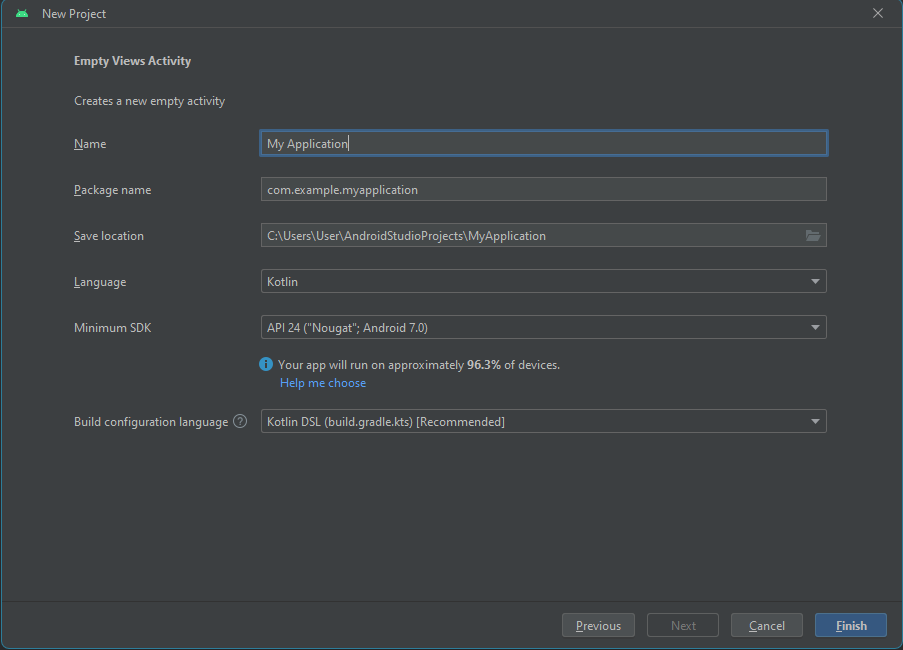 New Project
Empty Views Activity
Creates a new empty activity
Name My Application
Package name com.example.myapplication
Save location C:\Users\User\AndroidStudioProjects\MyApplication
Language Kotlin
Minimum SDK API 24 ("Nougat"; Android 7.0)
Your app will run on approximately 96.3% of devices.
Help me choose
Build configuration language ? Kotlin DSL (build.gradle.kts) [Recommended]
Previous Next Cancel Finish